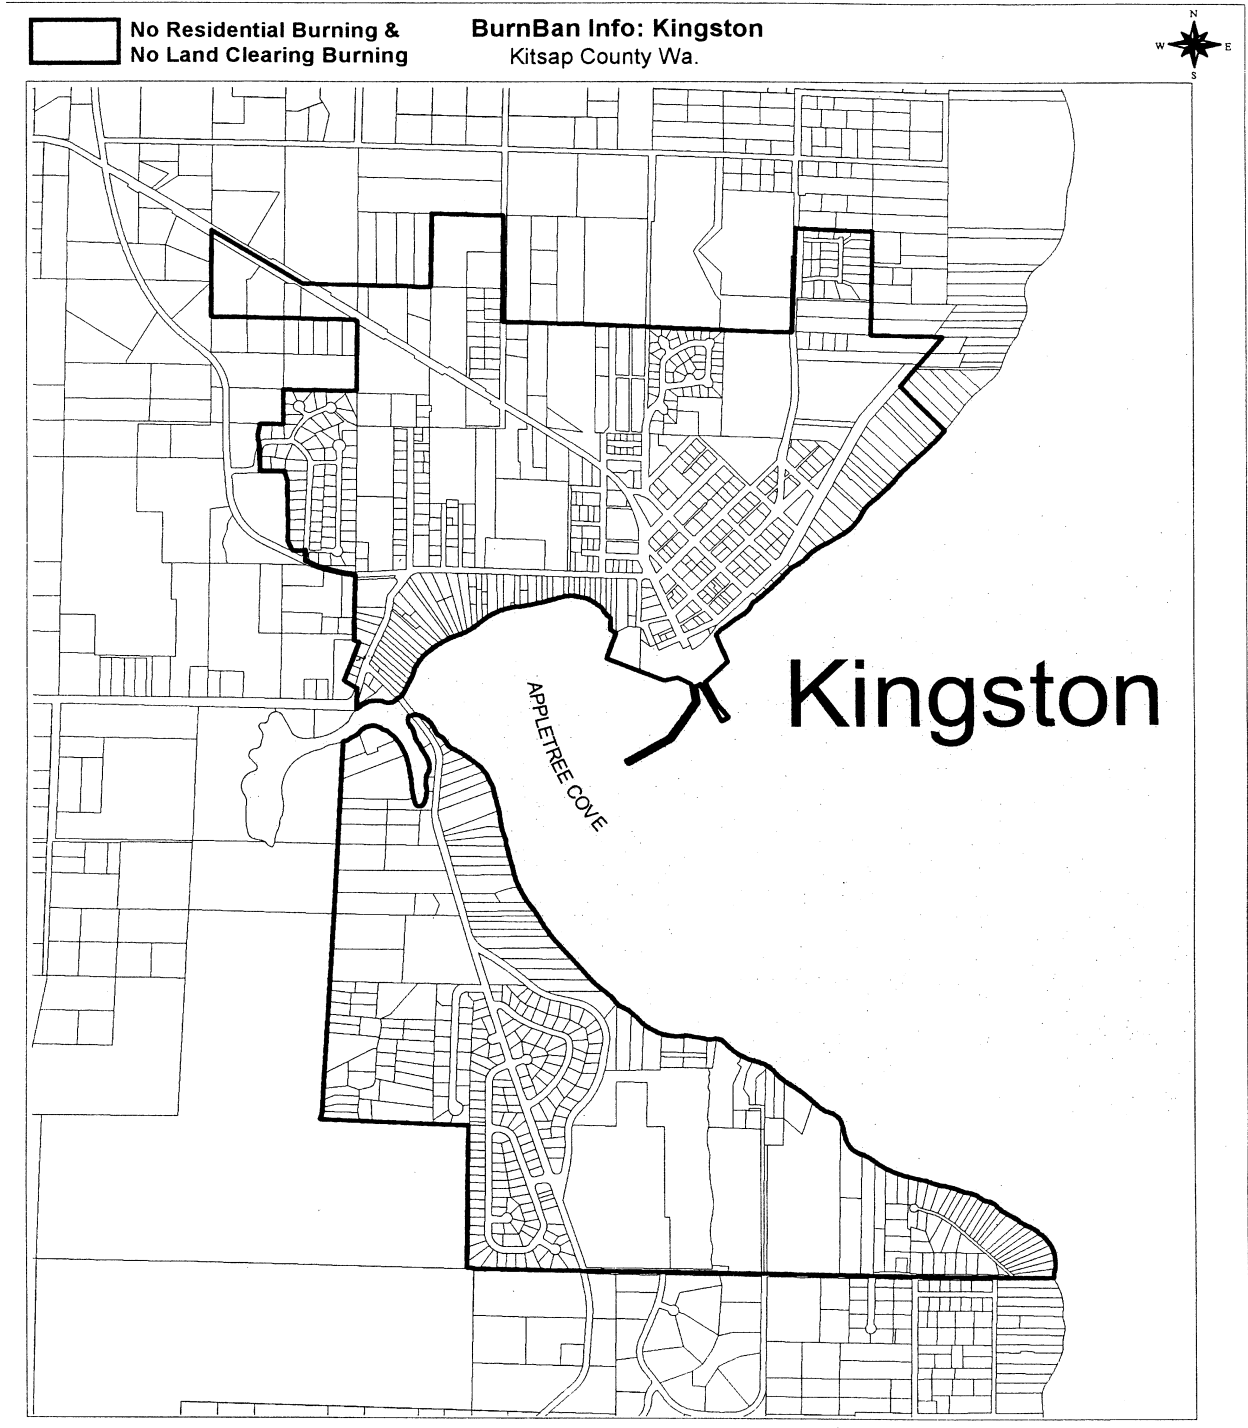 No Residential Burning &
No Land Clearing Burning
BurnBan Info: Kingston
Kitsap County Wa.
N
W
E
S
Kingston
APPLETREE COVE